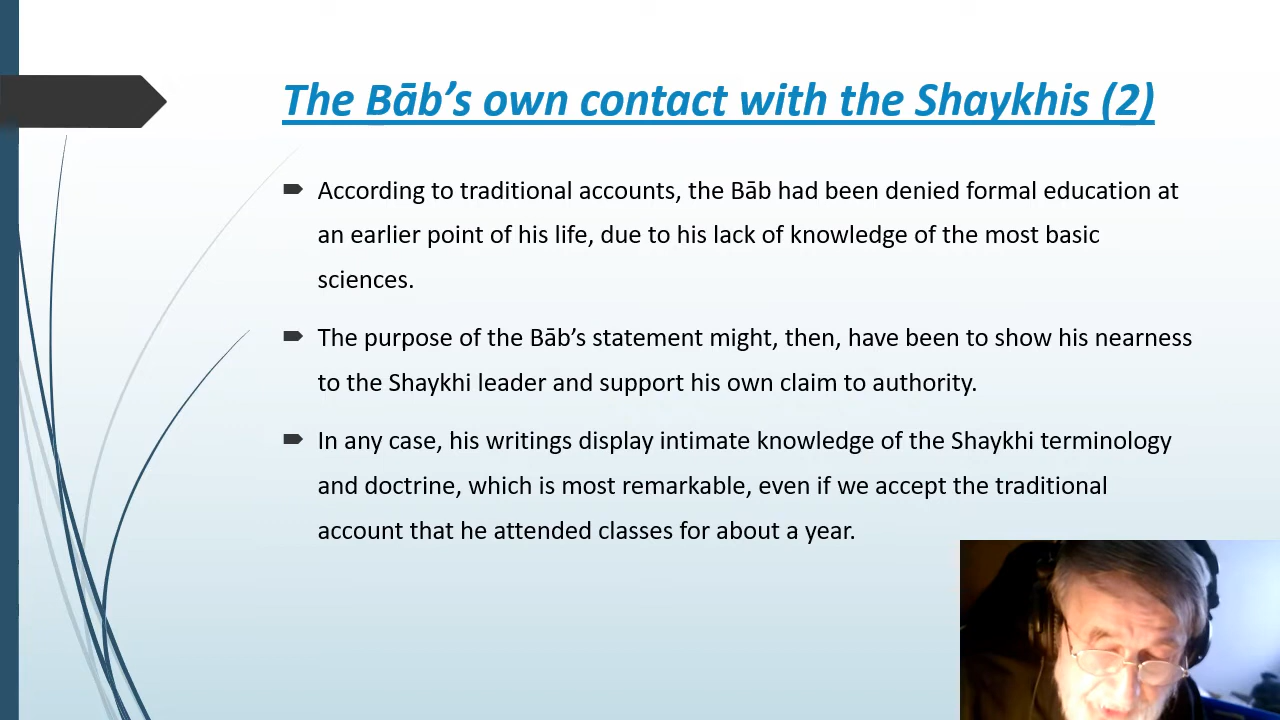 The Bāb’s own contact with the Shaykhis (2)
According to traditional accounts, the Bāb had been denied formal education at
an earlier point of his life, due to his lack of knowledge of the most basic
sciences.
The purpose of the Bāb’s statement might, then, have been to show his nearness
to the Shaykhi leader and support his own claim to authority.
In any case, his writings display intimate knowledge of the Shaykhi terminology
and doctrine, which is most remarkable, even if we accept the traditional
account that he attended classes for about a year.